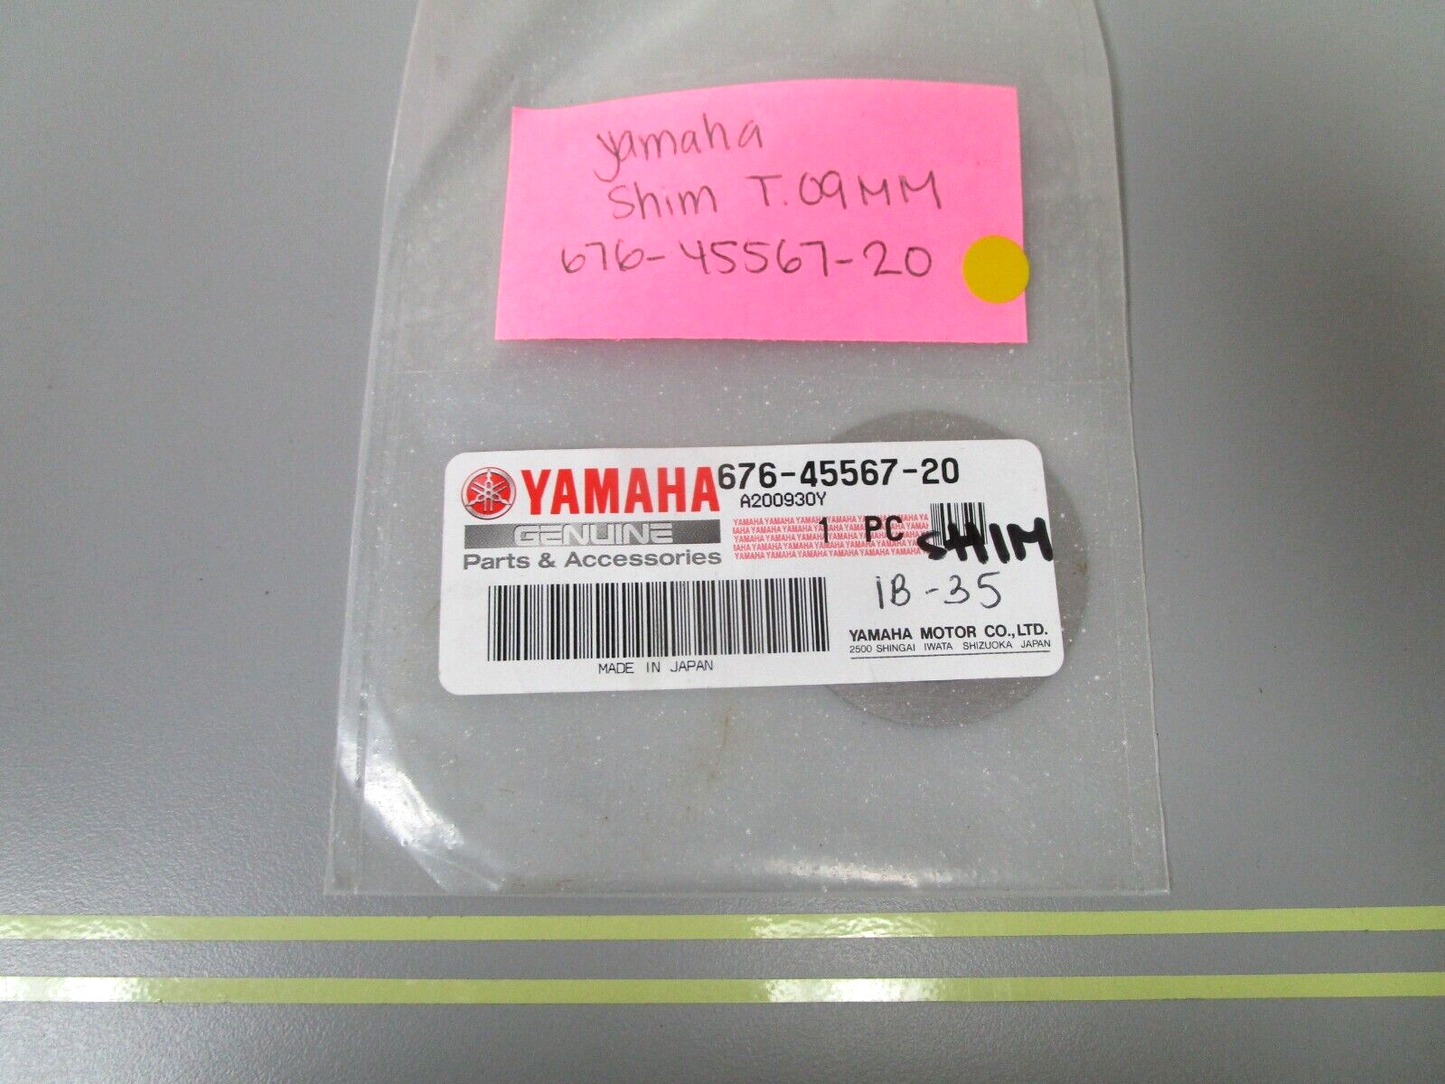 yamaha
Shim T.09MM
676-45567-20
YAMAHA 676-45567-20
A200930Y
GENUINE
Parts & Accessories
1 PC
SHIM
1B-35
YAMAHA MOTOR CO.,LTD.
2500 SHINGAI IWATA SHIZUOKA JAPAN
MADE IN JAPAN